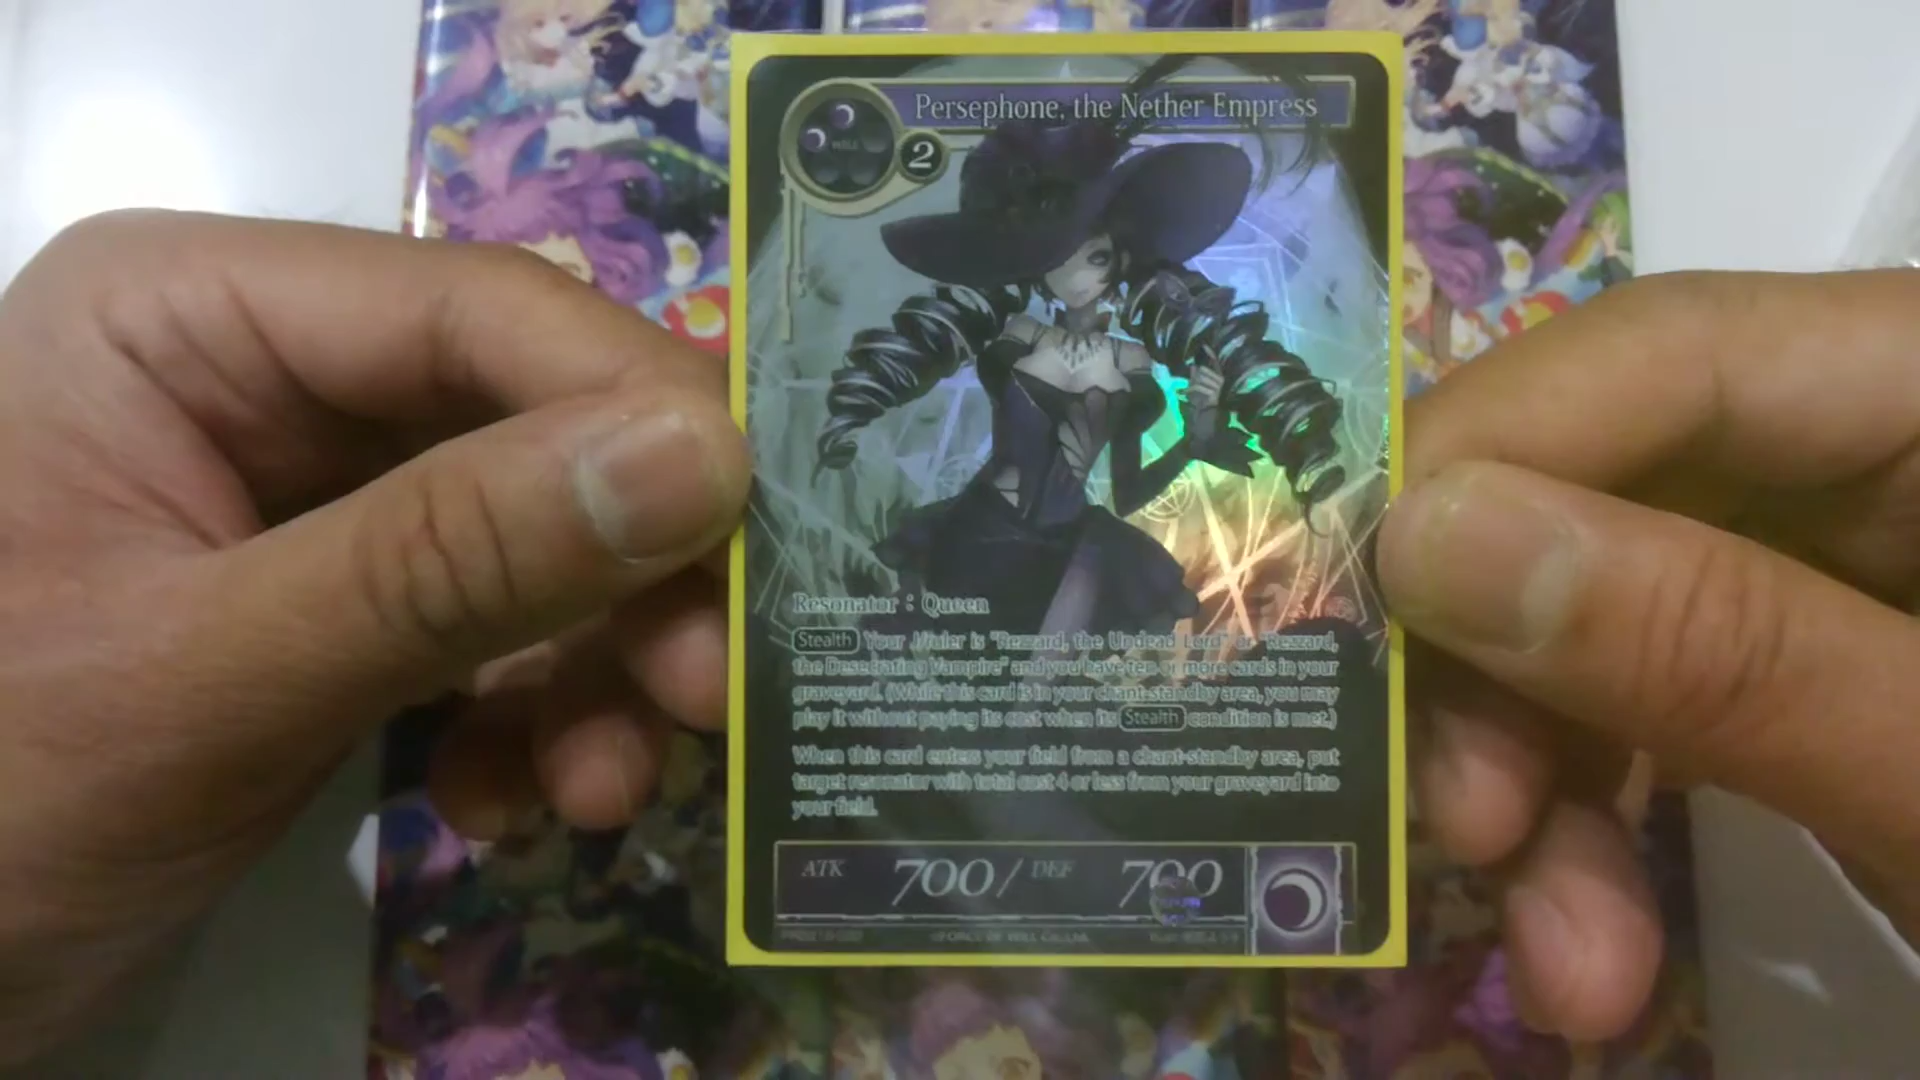 Persephone, the Nether Empress
WILL
2
Resonator : Queen
Stealth Your J/ruler is "Rezzard, the Undead Lord" or "Rezzard,
the Desecrating Vampire" and you have ten or more cards in your
graveyard. (While this card is in your chant-standby area, you may
play it without paying its cost when its Stealth condition is met.)
When this card enters your field from a chant-standby area, put
target resonator with total cost 4 or less from your graveyard into
your field.
ATK 700 / DEF 700
FORCE OF WILL